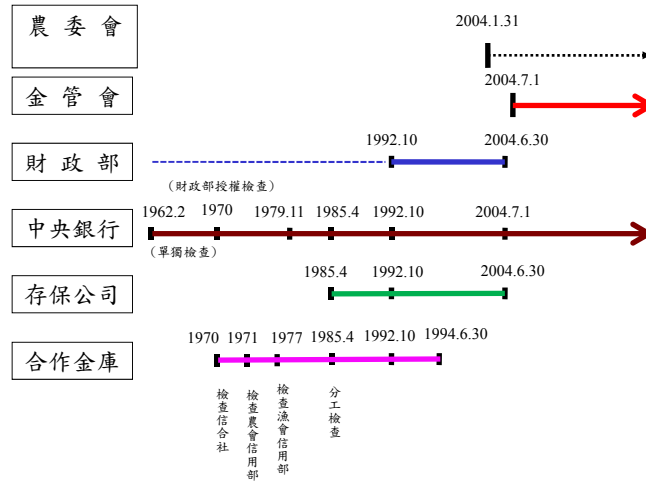 農委會
2004.1.31
金管會
2004.7.1
財政部
1992.10 2004.6.30
(財政部授權檢查)
中央銀行
1962.2 1970 1979.11 1985.4 1992.10 2004.7.1
(單獨檢查)
存保公司
1985.4 1992.10 2004.6.30
合作金庫
1970 1971 1977 1985.4 1992.10 1994.6.30
檢查信合社
檢查農會信用部
檢查漁會信用部
分工檢查